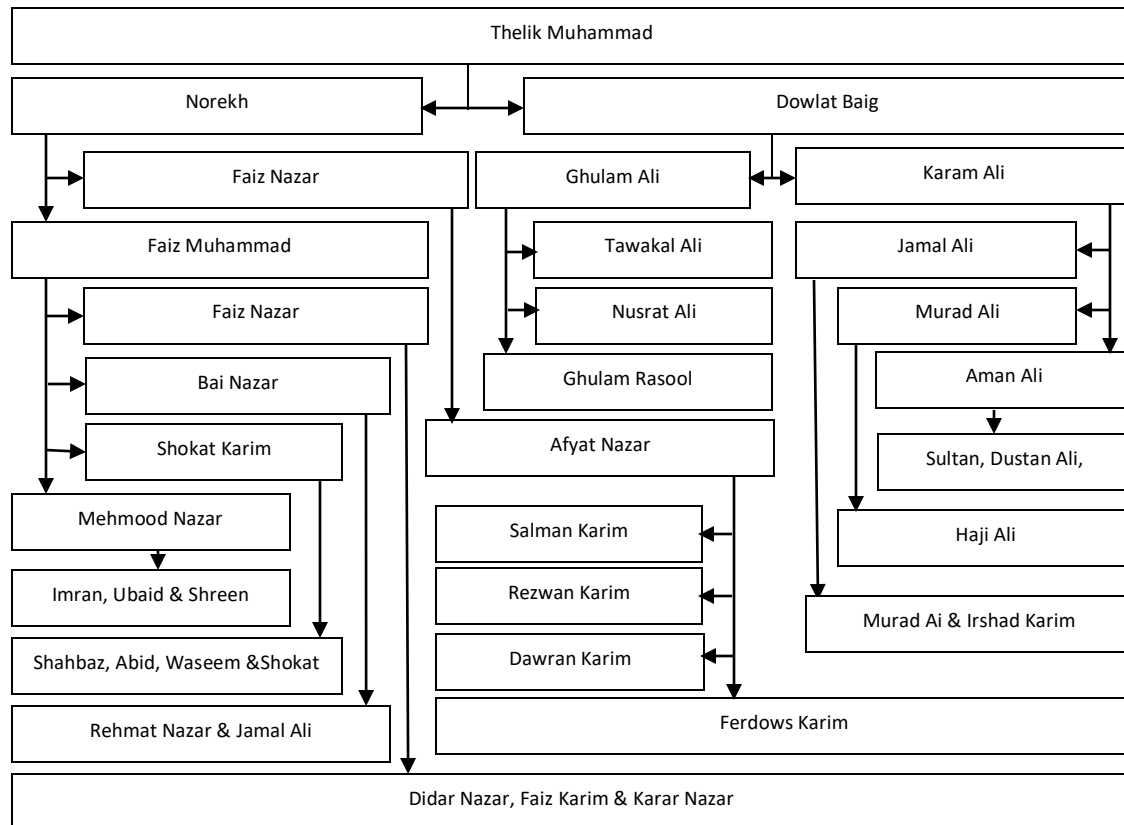 Thelik Muhammad
Norekh
Dowlat Baig
Faiz Nazar
Ghulam Ali
Karam Ali
Faiz Muhammad
Tawakal Ali
Jamal Ali
Faiz Nazar
Nusrat Ali
Murad Ali
Bai Nazar
Ghulam Rasool
Aman Ali
Shokat Karim
Afyat Nazar
Sultan, Dustan Ali,
Mehmood Nazar
Salman Karim
Haji Ali
Imran, Ubaid & Shreen
Rezwan Karim
Murad Ai & Irshad Karim
Shahbaz, Abid, Waseem &Shokat
Dawran Karim
Rehmat Nazar & Jamal Ali
Ferdows Karim
Didar Nazar, Faiz Karim & Karar Nazar